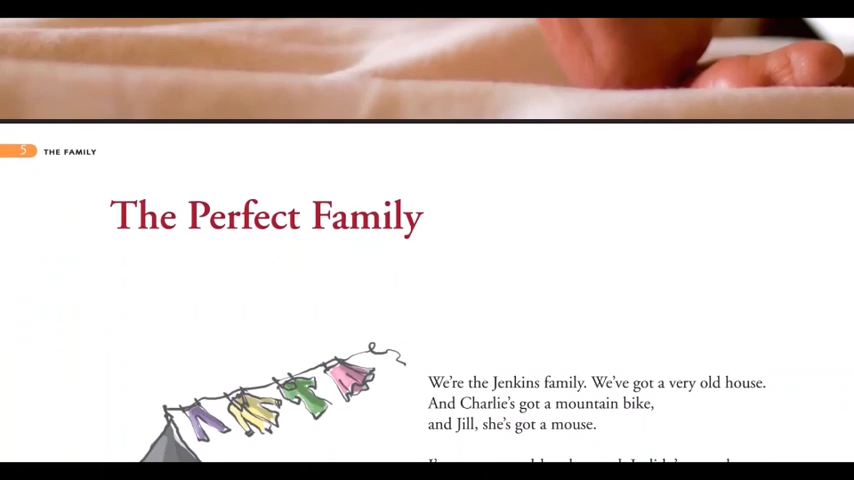 5 THE FAMILY
The Perfect Family
We're the Jenkins family. We've got a very old house.
And Charlie's got a mountain bike,
and Jill, she's got a mouse.